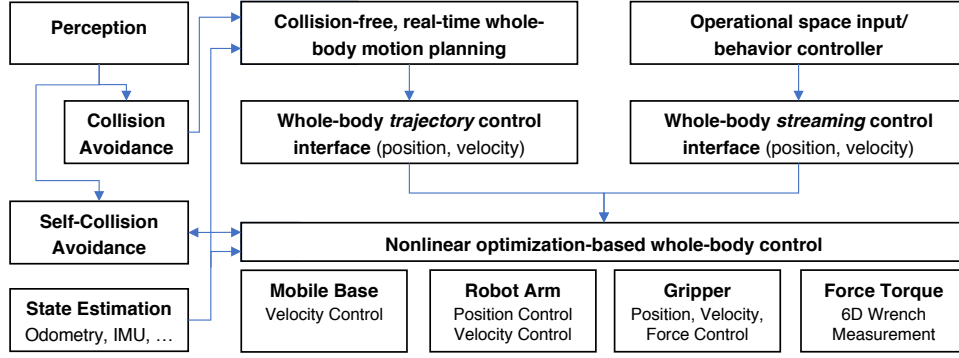 Perception
Collision
Avoidance
Self-Collision
Avoidance
State Estimation
Odometry, IMU, …
Collision-free, real-time whole-
body motion planning
Operational space input/
behavior controller
Whole-body trajectory control
interface (position, velocity)
Whole-body streaming control
interface (position, velocity)
Nonlinear optimization-based whole-body control
Mobile Base
Velocity Control
Robot Arm
Position Control
Velocity Control
Gripper
Position, Velocity,
Force Control
Force Torque
6D Wrench
Measurement